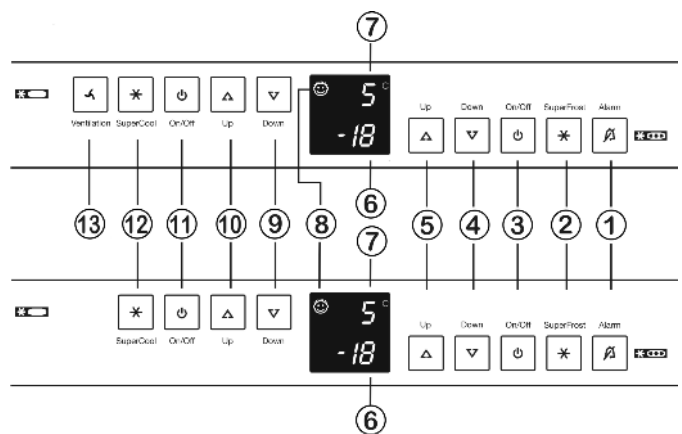 7
Up Down On/Off SuperFrost Alarm
5 °C
-18
Ventilation SuperCool On/Off Up Down
6
13 12 11 10 9 8 7 5 4 3 2 1
5 °C
-18
Up Down On/Off SuperFrost Alarm
SuperCool On/Off Up Down
6